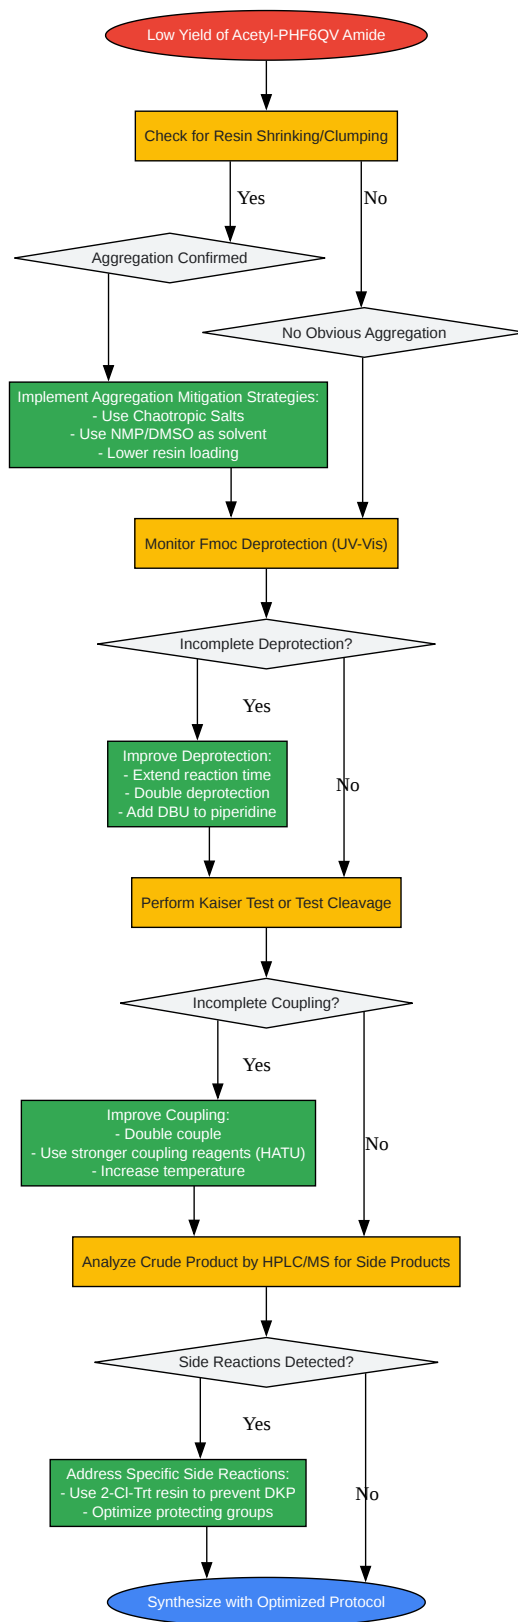 Low Yield of Acetyl-PHF6QV Amide
Check for Resin Shrinking/Clumping
Yes
No
Aggregation Confirmed
No Obvious Aggregation
Implement Aggregation Mitigation Strategies:
- Use Chaotropic Salts
- Use NMP/DMSO as solvent
- Lower resin loading
Monitor Fmoc Deprotection (UV-Vis)
Incomplete Deprotection?
Yes
Improve Deprotection:
- Extend reaction time
- Double deprotection
- Add DBU to piperidine
No
Perform Kaiser Test or Test Cleavage
Incomplete Coupling?
Yes
Improve Coupling:
- Double couple
- Use stronger coupling reagents (HATU)
- Increase temperature
No
Analyze Crude Product by HPLC/MS for Side Products
Side Reactions Detected?
Yes
Address Specific Side Reactions:
- Use 2-Cl-Trt resin to prevent DKP
- Optimize protecting groups
No
Synthesize with Optimized Protocol